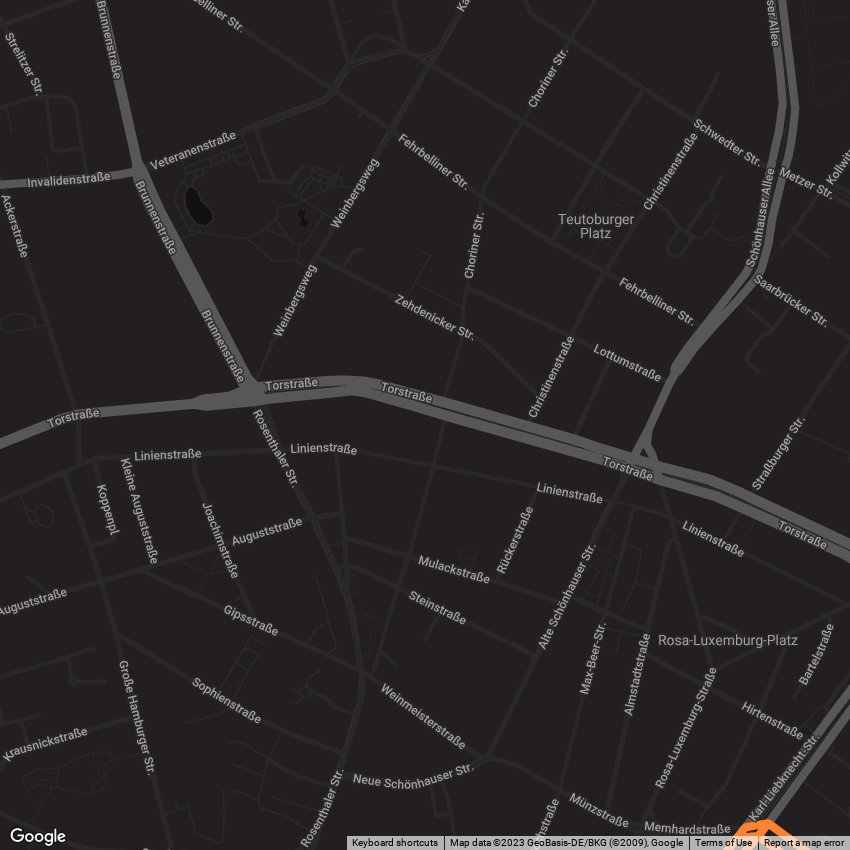 Fehrbelliner Str.
Strelitzer Str.
Brunnenstraße
Choriner Str.
Veteranenstraße
Invalidenstraße
Ackerstraße
Brunnenstraße
Weinbergsweg
Fehrbelliner Str.
Schwedter Str.
Christinenstraße
Metzer Str.
Schönhauser Allee
Teutoburger
Platz
Choriner Str.
Weinbergsweg
Zehdenicker Str.
Fehrbelliner Str.
Saarbrücker Str.
Brunnenstraße
Lottumstraße
Christinenstraße
Torstraße
Torstraße
Torstraße
Rosenthaler Str.
Linienstraße
Linienstraße
Torstraße
Straßburger Str.
Linienstraße
Torstraße
Linienstraße
Koppenpl
Kleine Auguststraße
Joachimstraße
Auguststraße
Rückerstraße
Mulackstraße
Steinstraße
Alte Schönhauser Str.
Auguststraße
Gipsstraße
Rosa-Luxemburg-Platz
Max-Beer-Str.
Almstadtstraße
Rosa-Luxemburg-Straße
Bartelstraße
Hirtenstraße
Große Hamburger Str.
Sophienstraße
Weinmeisterstraße
Krausnickstraße
Neue Schönhauser Str.
Rosenthaler Str.
Münzstraße
Memhardstraße
Karl-Liebknecht-Str.
Google
Keyboard shortcuts
Map data ©2023 GeoBasis-DE/BKG (©2009), Google
Terms of Use
Report a map error